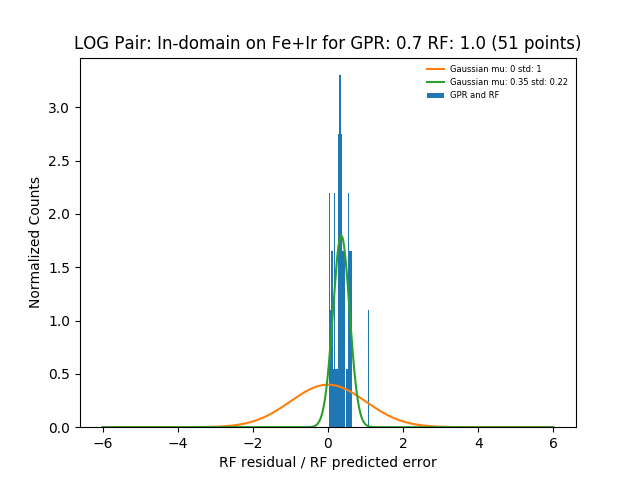 LOG Pair: In-domain on Fe+Ir for GPR: 0.7 RF: 1.0 (51 points)
Gaussian mu: 0 std: 1
Gaussian mu: 0.35 std: 0.22
GPR and RF
Normalized Counts
3.0
2.5
2.0
1.5
1.0
0.5
0.0
−6 −4 −2 0 2 4 6
RF residual / RF predicted error